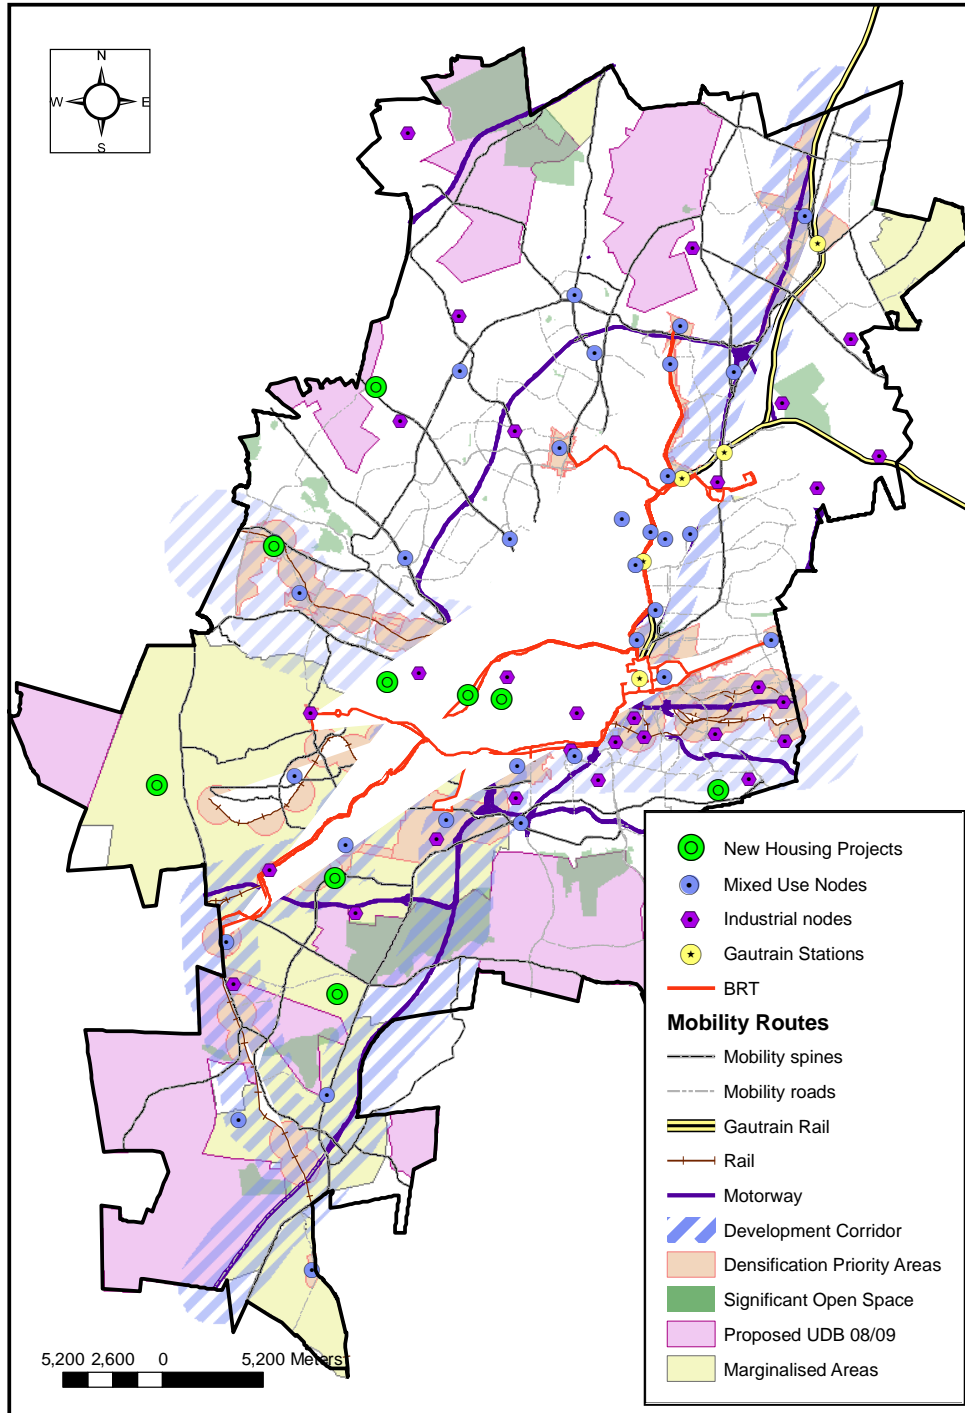 N
W E
S
New Housing Projects
Mixed Use Nodes
Industrial nodes
Gautrain Stations
BRT
Mobility Routes
Mobility spines
Mobility roads
Gautrain Rail
Rail
Motorway
Development Corridor
Densification Priority Areas
Significant Open Space
Proposed UDB 08/09
Marginalised Areas
5,200 2,600 0 5,200 Meters